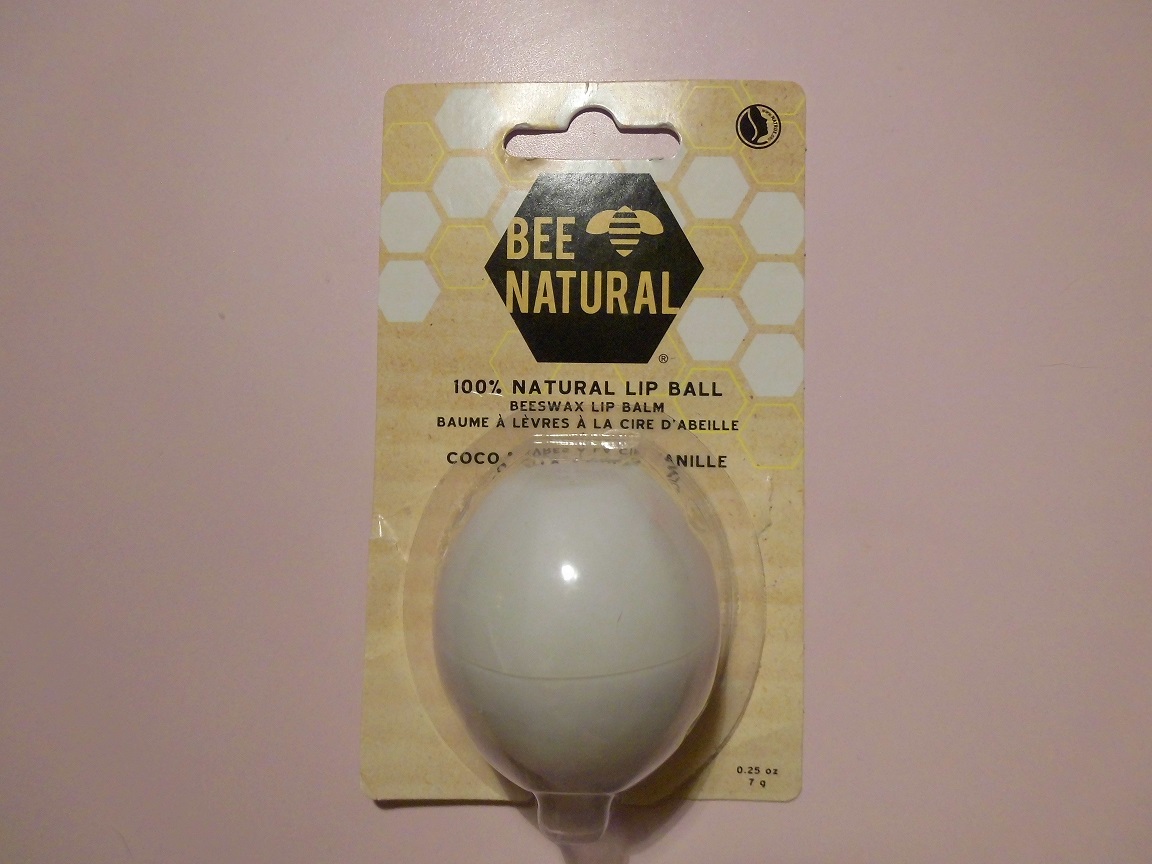 BEE
NATURAL
®
100% NATURAL LIP BALL
BEESWAX LIP BALM
BAUME À LÈVRES À LA CIRE D'ABEILLE
COCO
0.25 oz
7 g